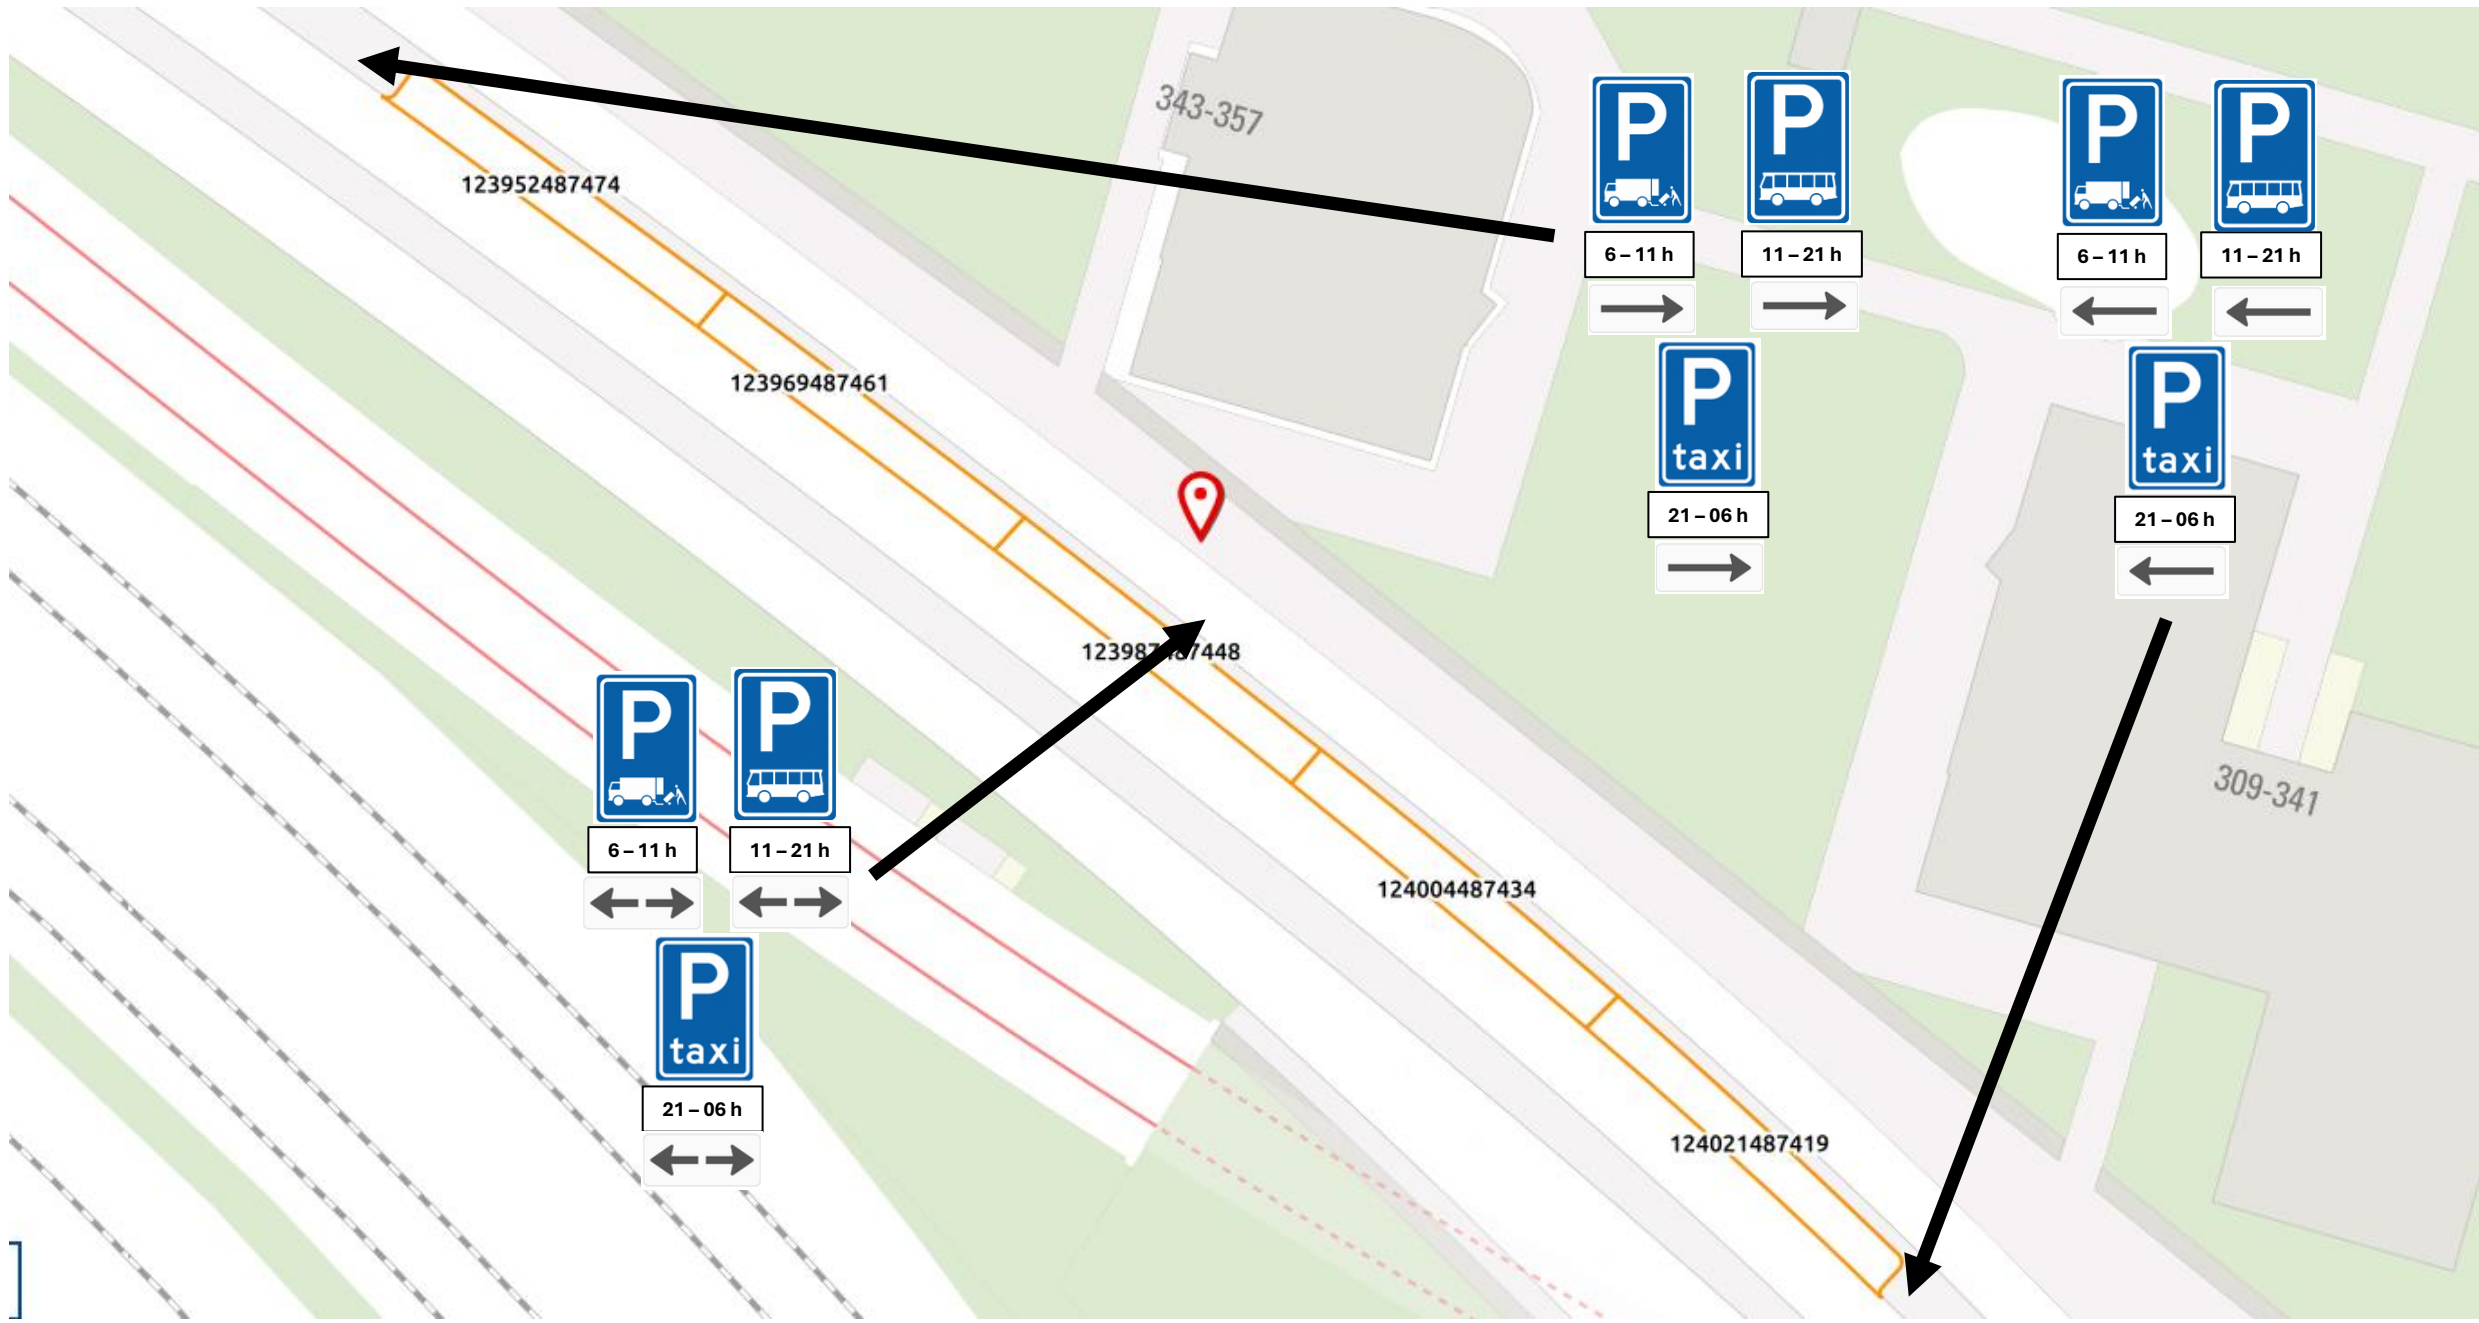 343-357
123952487474
123969487461
123987487448
124004487434
124021487419
309-341
P
6 – 11 h
P
11 – 21 h
P
taxi
21 – 06 h
P
6 – 11 h
P
11 – 21 h
P
taxi
21 – 06 h
P
6 – 11 h
P
11 – 21 h
P
taxi
21 – 06 h